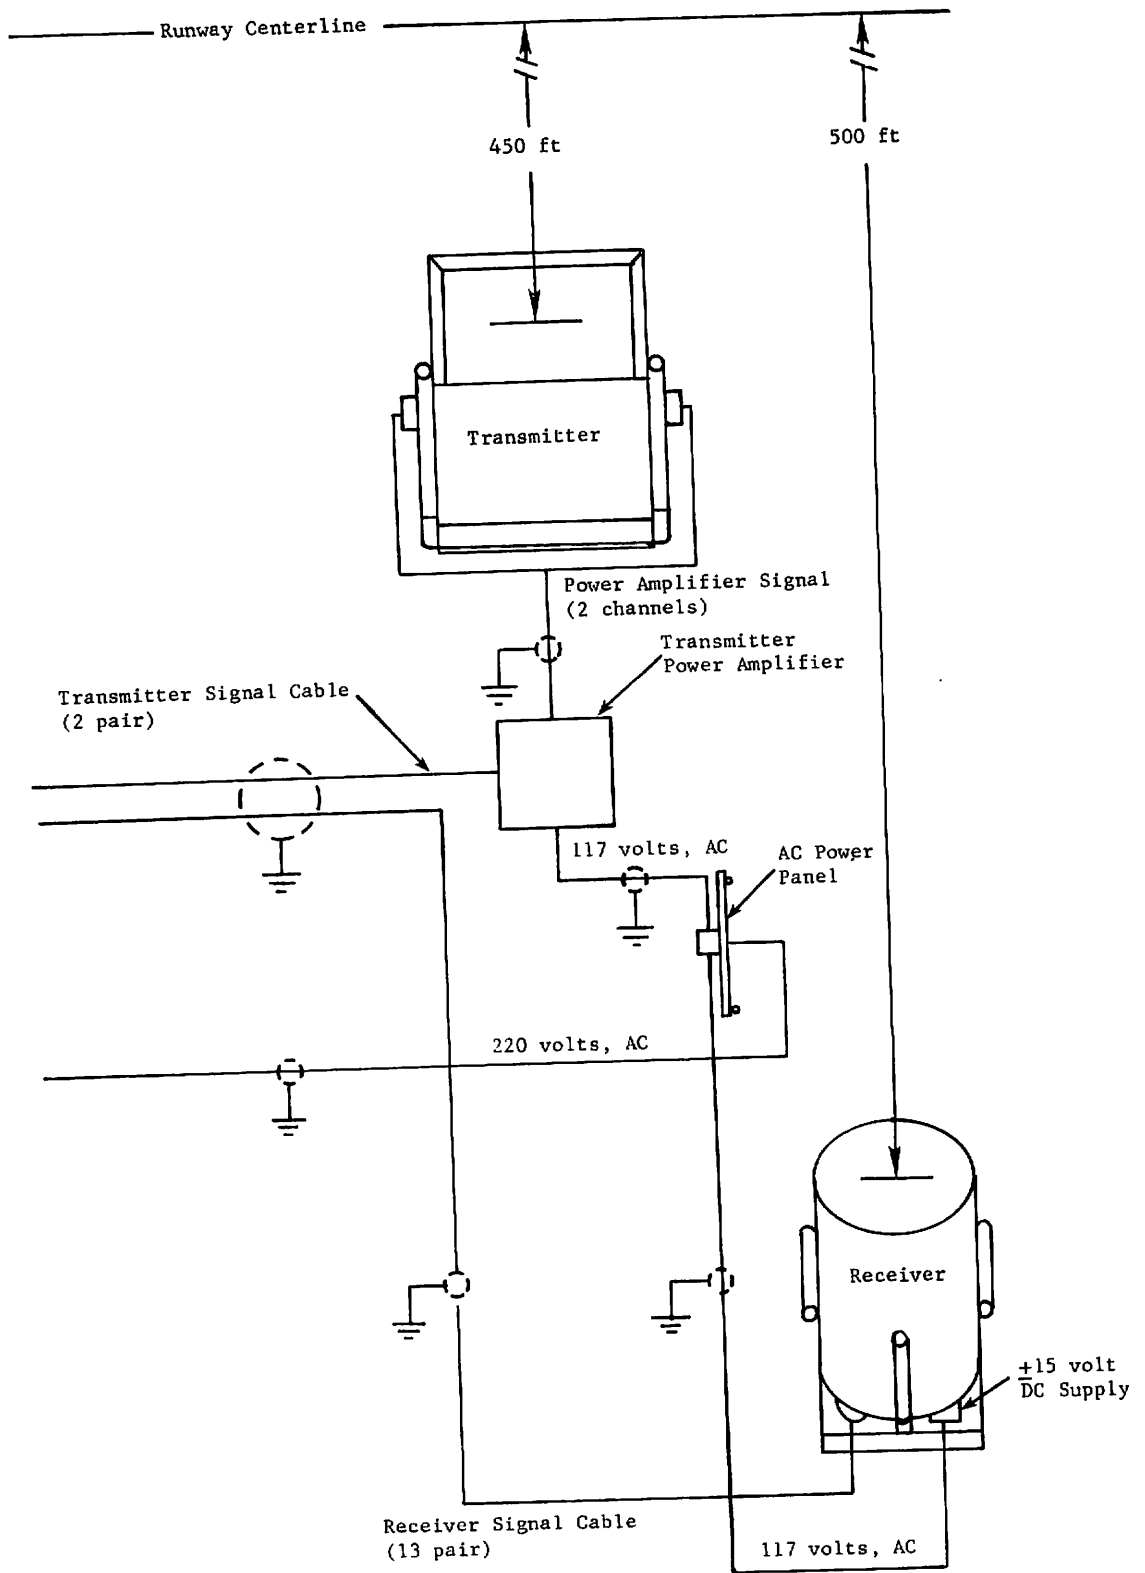 Runway Centerline
450 ft
500 ft
Transmitter
Power Amplifier Signal
(2 channels)
Transmitter
Power Amplifier
Transmitter Signal Cable
(2 pair)
117 volts, AC
AC Power
Panel
220 volts, AC
Receiver
±15 volt
DC Supply
Receiver Signal Cable
(13 pair)
117 volts, AC